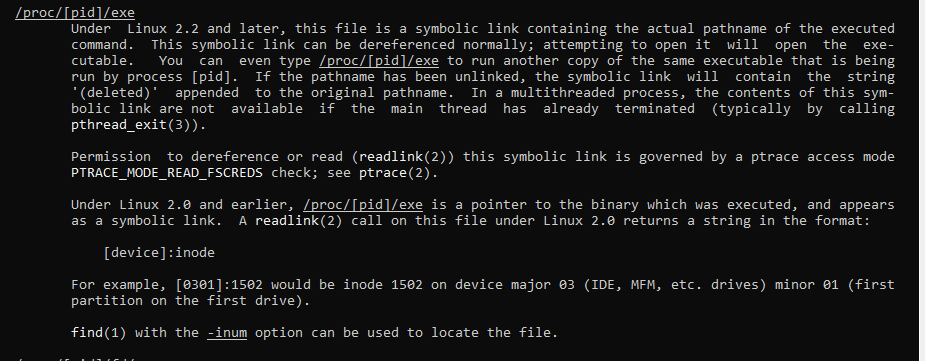 /proc/[pid]/exe
Under Linux 2.2 and later, this file is a symbolic link containing the actual pathname of the executed
command. This symbolic link can be dereferenced normally; attempting to open it will open the exe-
cutable. You can even type /proc/[pid]/exe to run another copy of the same executable that is being
run by process [pid]. If the pathname has been unlinked, the symbolic link will contain the string
'(deleted)' appended to the original pathname. In a multithreaded process, the contents of this sym-
bolic link are not available if the main thread has already terminated (typically by calling
pthread_exit(3)).
Permission to dereference or read (readlink(2)) this symbolic link is governed by a ptrace access mode
PTRACE_MODE_READ_FSCREDS check; see ptrace(2).
Under Linux 2.0 and earlier, /proc/[pid]/exe is a pointer to the binary which was executed, and appears
as a symbolic link. A readlink(2) call on this file under Linux 2.0 returns a string in the format:
[device]:inode
For example, [0301]:1502 would be inode 1502 on device major 03 (IDE, MFM, etc. drives) minor 01 (first
partition on the first drive).
find(1) with the -inum option can be used to locate the file.